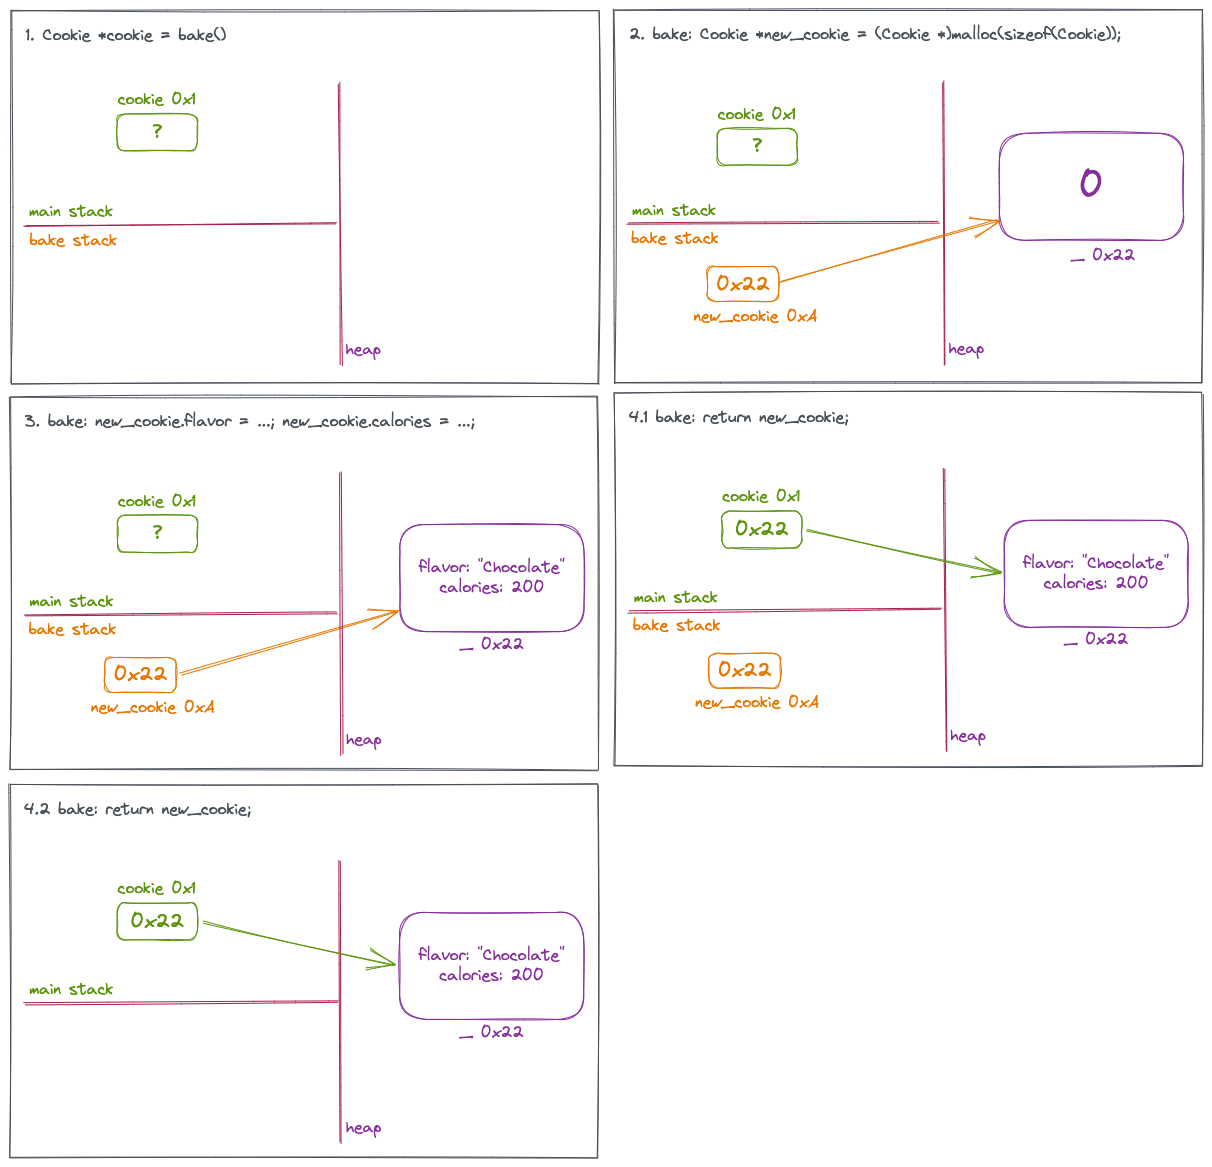 1. Cookie *cookie = bake()
cookie 0x1
?
main stack
bake stack
heap
2. bake: Cookie *new_cookie = (Cookie *)malloc(sizeof(Cookie));
cookie 0x1
?
0
main stack
bake stack
_ 0x22
0x22
new_cookie 0xA
heap
3. bake: new_cookie.flavor = ...; new_cookie.calories = ...;
cookie 0x1
?
flavor: "Chocolate"
calories: 200
main stack
bake stack
_ 0x22
0x22
new_cookie 0xA
heap
4.1 bake: return new_cookie;
cookie 0x1
0x22
flavor: "Chocolate"
calories: 200
main stack
bake stack
_ 0x22
0x22
new_cookie 0xA
heap
4.2 bake: return new_cookie;
cookie 0x1
0x22
flavor: "Chocolate"
calories: 200
main stack
_ 0x22
heap